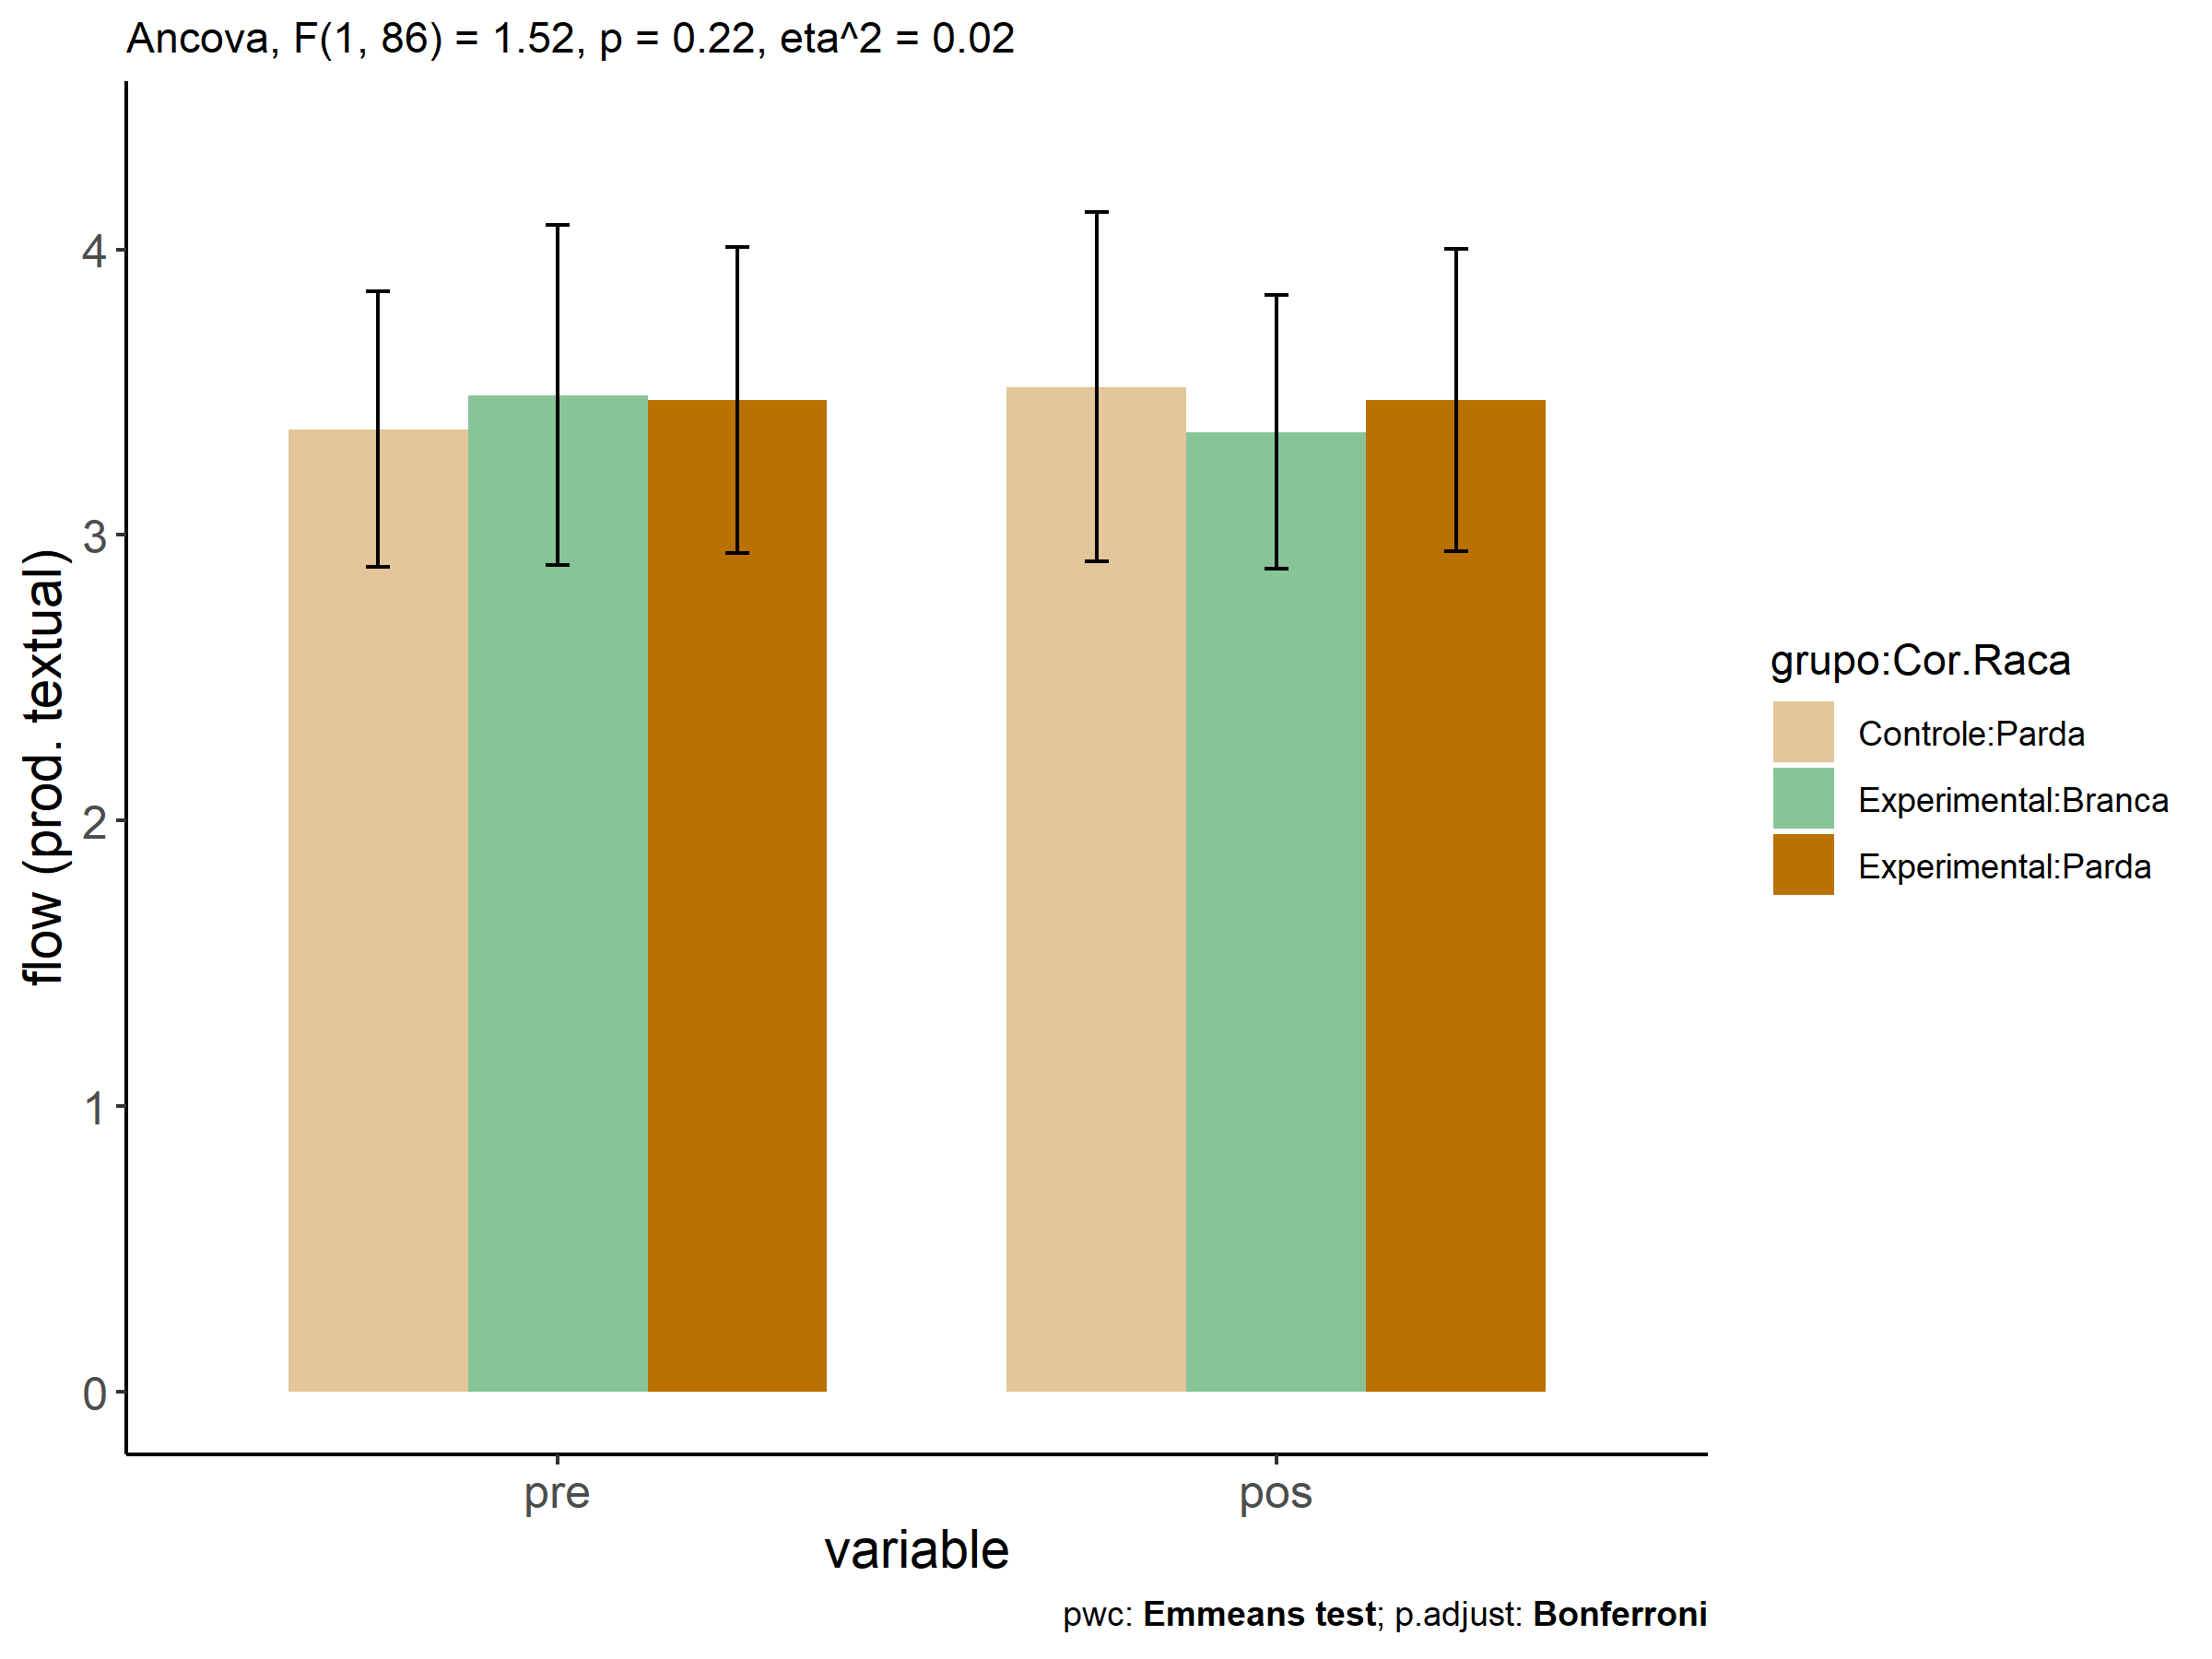 Ancova, F(1, 86) = 1.52, p = 0.22, eta^2 = 0.02
flow (prod. textual)
4
3
2
1
0
pre
pos
variable
grupo:Cor.Raca
Controle:Parda
Experimental:Branca
Experimental:Parda
pwc: Emmeans test; p.adjust: Bonferroni